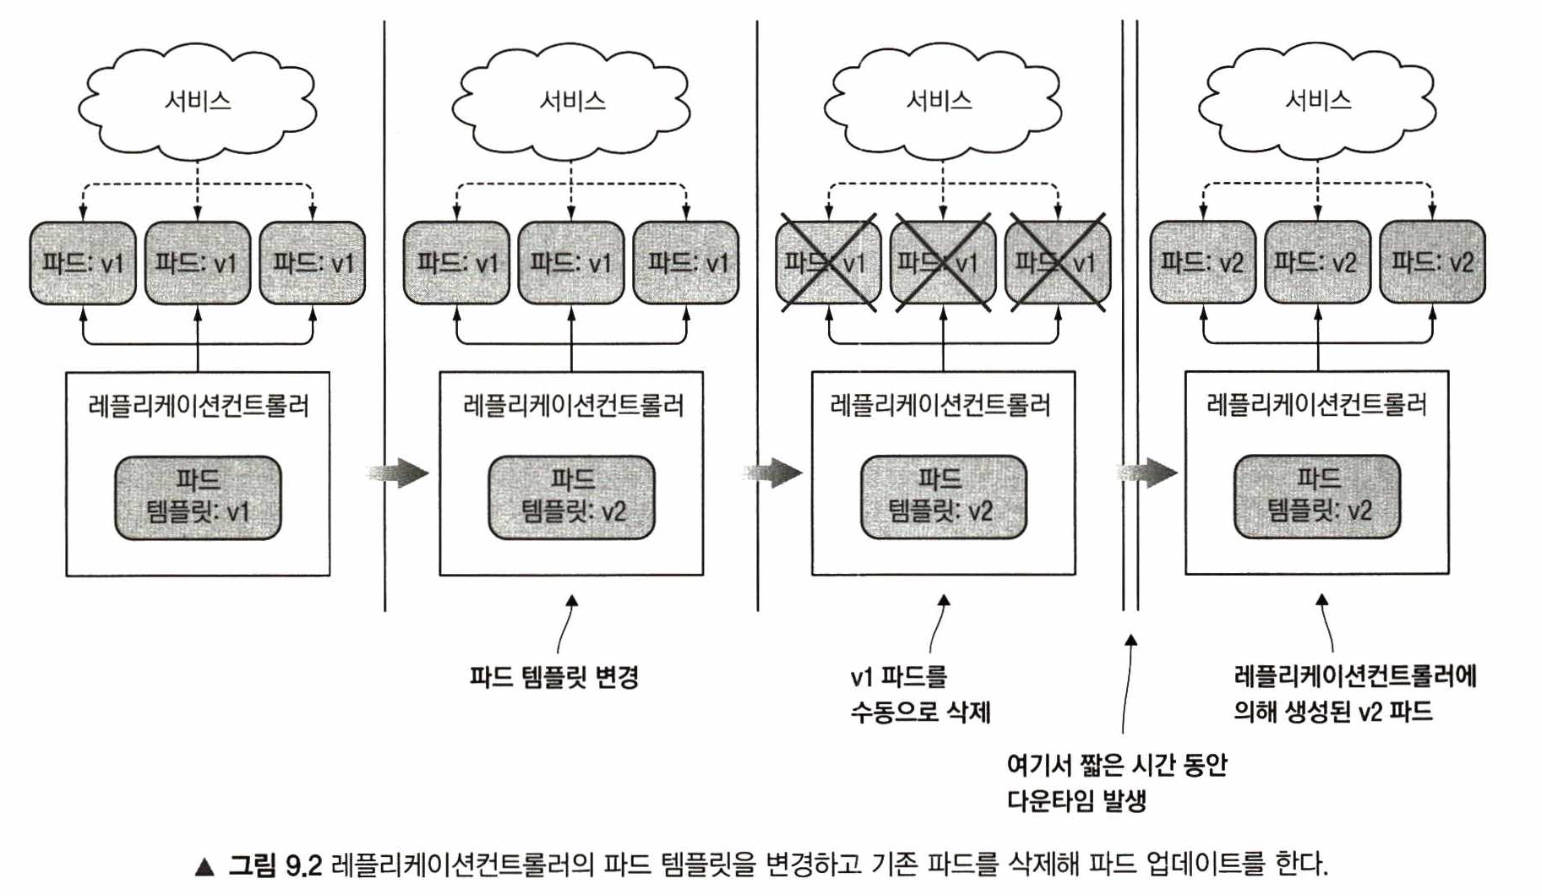 서비스
서비스
서비스
서비스
파드: v1
파드: v1
파드: v1
파드: v1
파드: v1
파드: v1
파드: v1
파드: v1
파드: v1
파드: v2
파드: v2
파드: v2
레플리케이션컨트롤러
파드
템플릿: v1
레플리케이션컨트롤러
파드
템플릿: v2
레플리케이션컨트롤러
파드
템플릿: v2
레플리케이션컨트롤러
파드
템플릿: v2
파드 템플릿 변경
v1 파드를
수동으로 삭제
여기서 짧은 시간 동안
다운타임 발생
레플리케이션컨트롤러에
의해 생성된 v2 파드
▲ 그림 9.2 레플리케이션컨트롤러의 파드 템플릿을 변경하고 기존 파드를 삭제해 파드 업데이트를 한다.